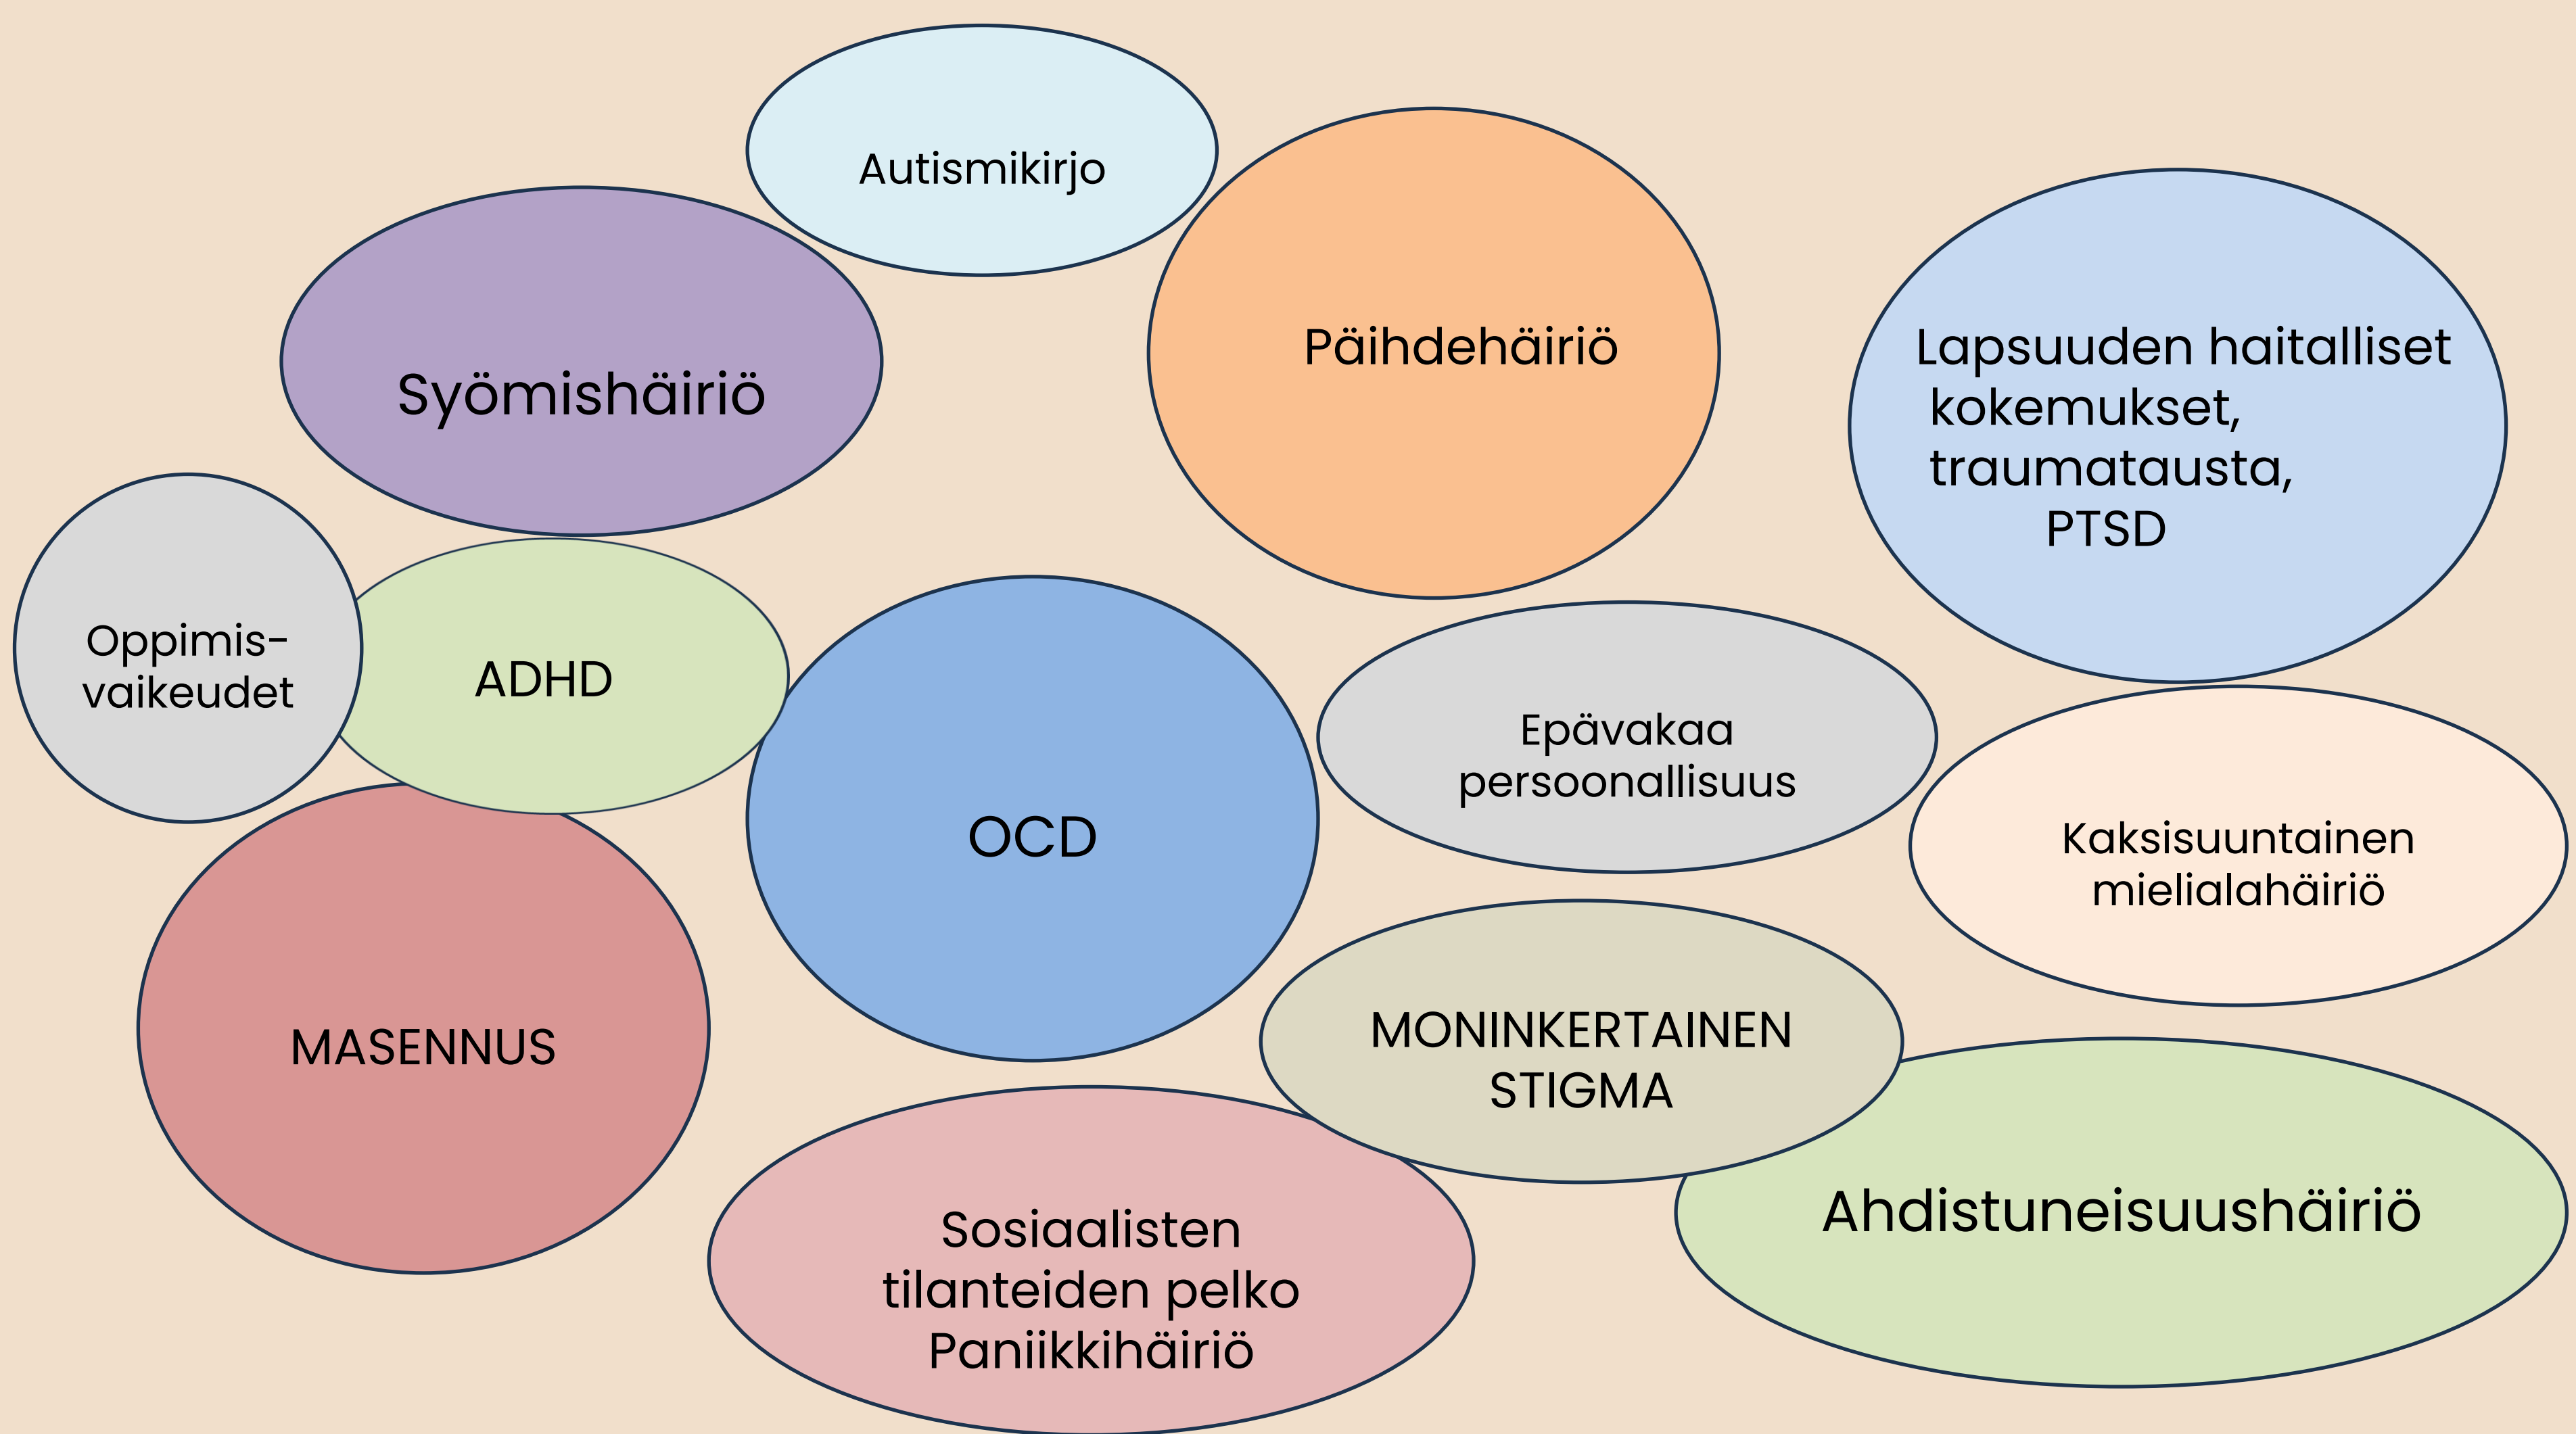 Autismikirjo
Päihdehäiriö
Syömishäiriö
Lapsuuden haitalliset
kokemukset,
traumatausta,
PTSD
Oppimis-
vaikeudet
ADHD
OCD
Epävakaa
persoonallisuus
Kaksisuuntainen
mielialahäiriö
MASENNUS
MONINKERTAINEN
STIGMA
Sosiaalisten
tilanteiden pelko
Paniikkihäiriö
Ahdistuneisuushäiriö